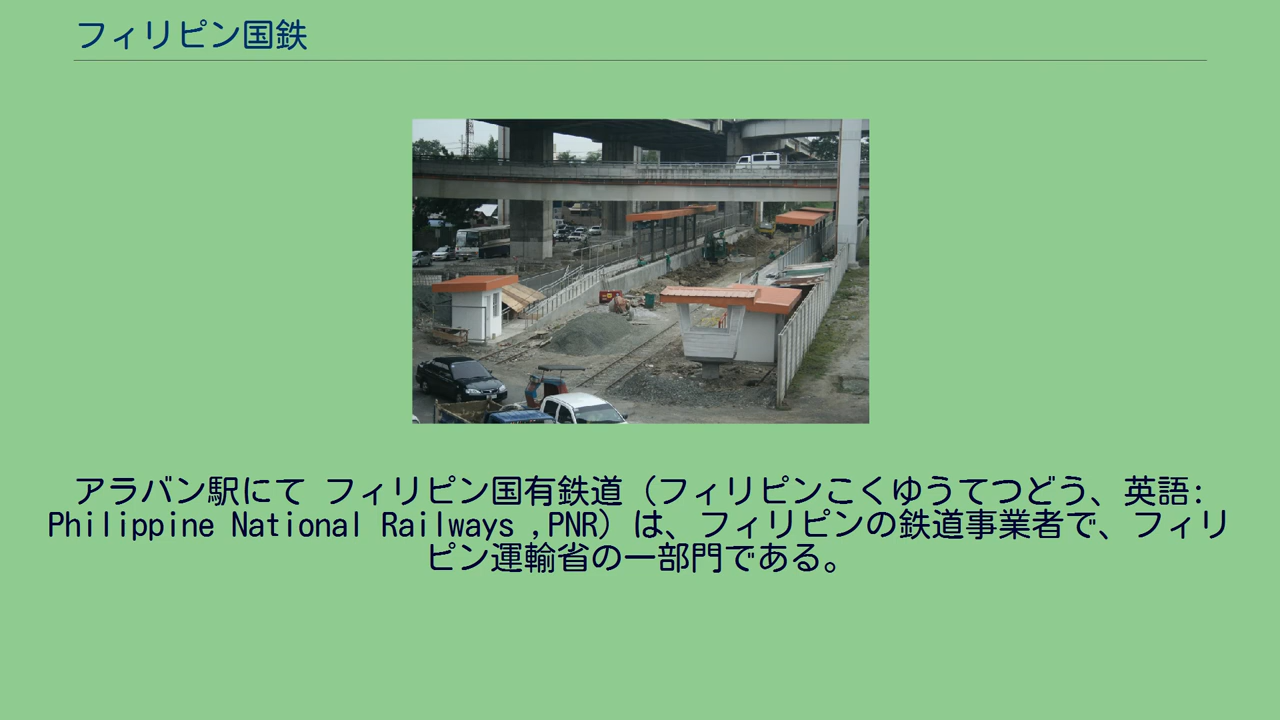 フィリピン国鉄
アラバン駅にて フィリピン国有鉄道（フィリピンこくゆうてつどう、英語:
Philippine National Railways ,PNR）は、フィリピンの鉄道事業者で、フィリ
ピン運輸省の一部門である。